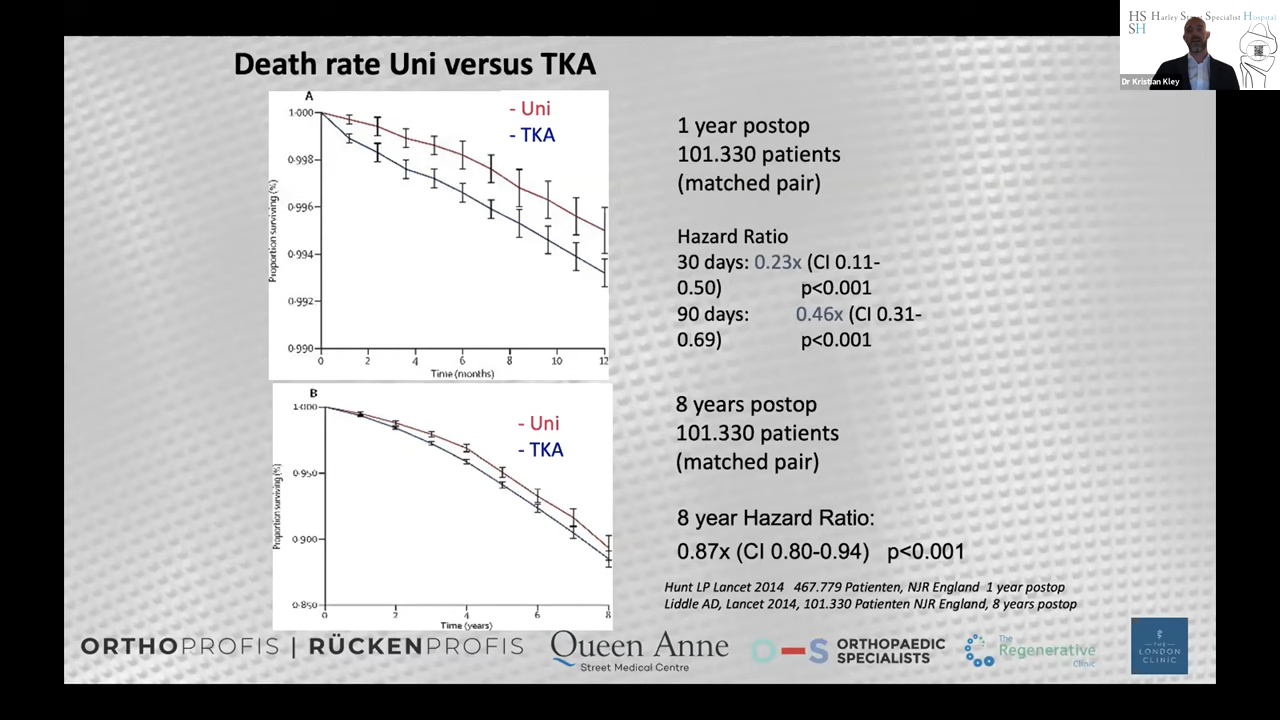 HS Harley Street Specialist Hospital
SH
Dr Kristian Kley
Death rate Uni versus TKA
A
- Uni
- TKA
Proportion surviving (%)
1·000
0·998
0·996
0·994
0·992
0·990
0 2 4 6 8 10 12
Time (months)
1 year postop
101.330 patients
(matched pair)
Hazard Ratio
30 days: 0.23x (CI 0.11-
0.50) p<0.001
90 days: 0.46x (CI 0.31-
0.69) p<0.001
B
- Uni
- TKA
Proportion surviving (%)
1·000
0·950
0·900
0·850
0 2 4 6 8
Time (years)
8 years postop
101.330 patients
(matched pair)
8 year Hazard Ratio:
0.87x (CI 0.80-0.94) p<0.001
Hunt LP Lancet 2014 467.779 Patienten, NJR England 1 year postop
Liddle AD, Lancet 2014, 101.330 Patienten NJR England, 8 years postop
ORTHOPROFIS | RÜCKENPROFIS
Queen Anne
Street Medical Centre
O-S ORTHOPAEDIC
SPECIALISTS
The
Regenerative
Clinic
THE
LONDON
CLINIC